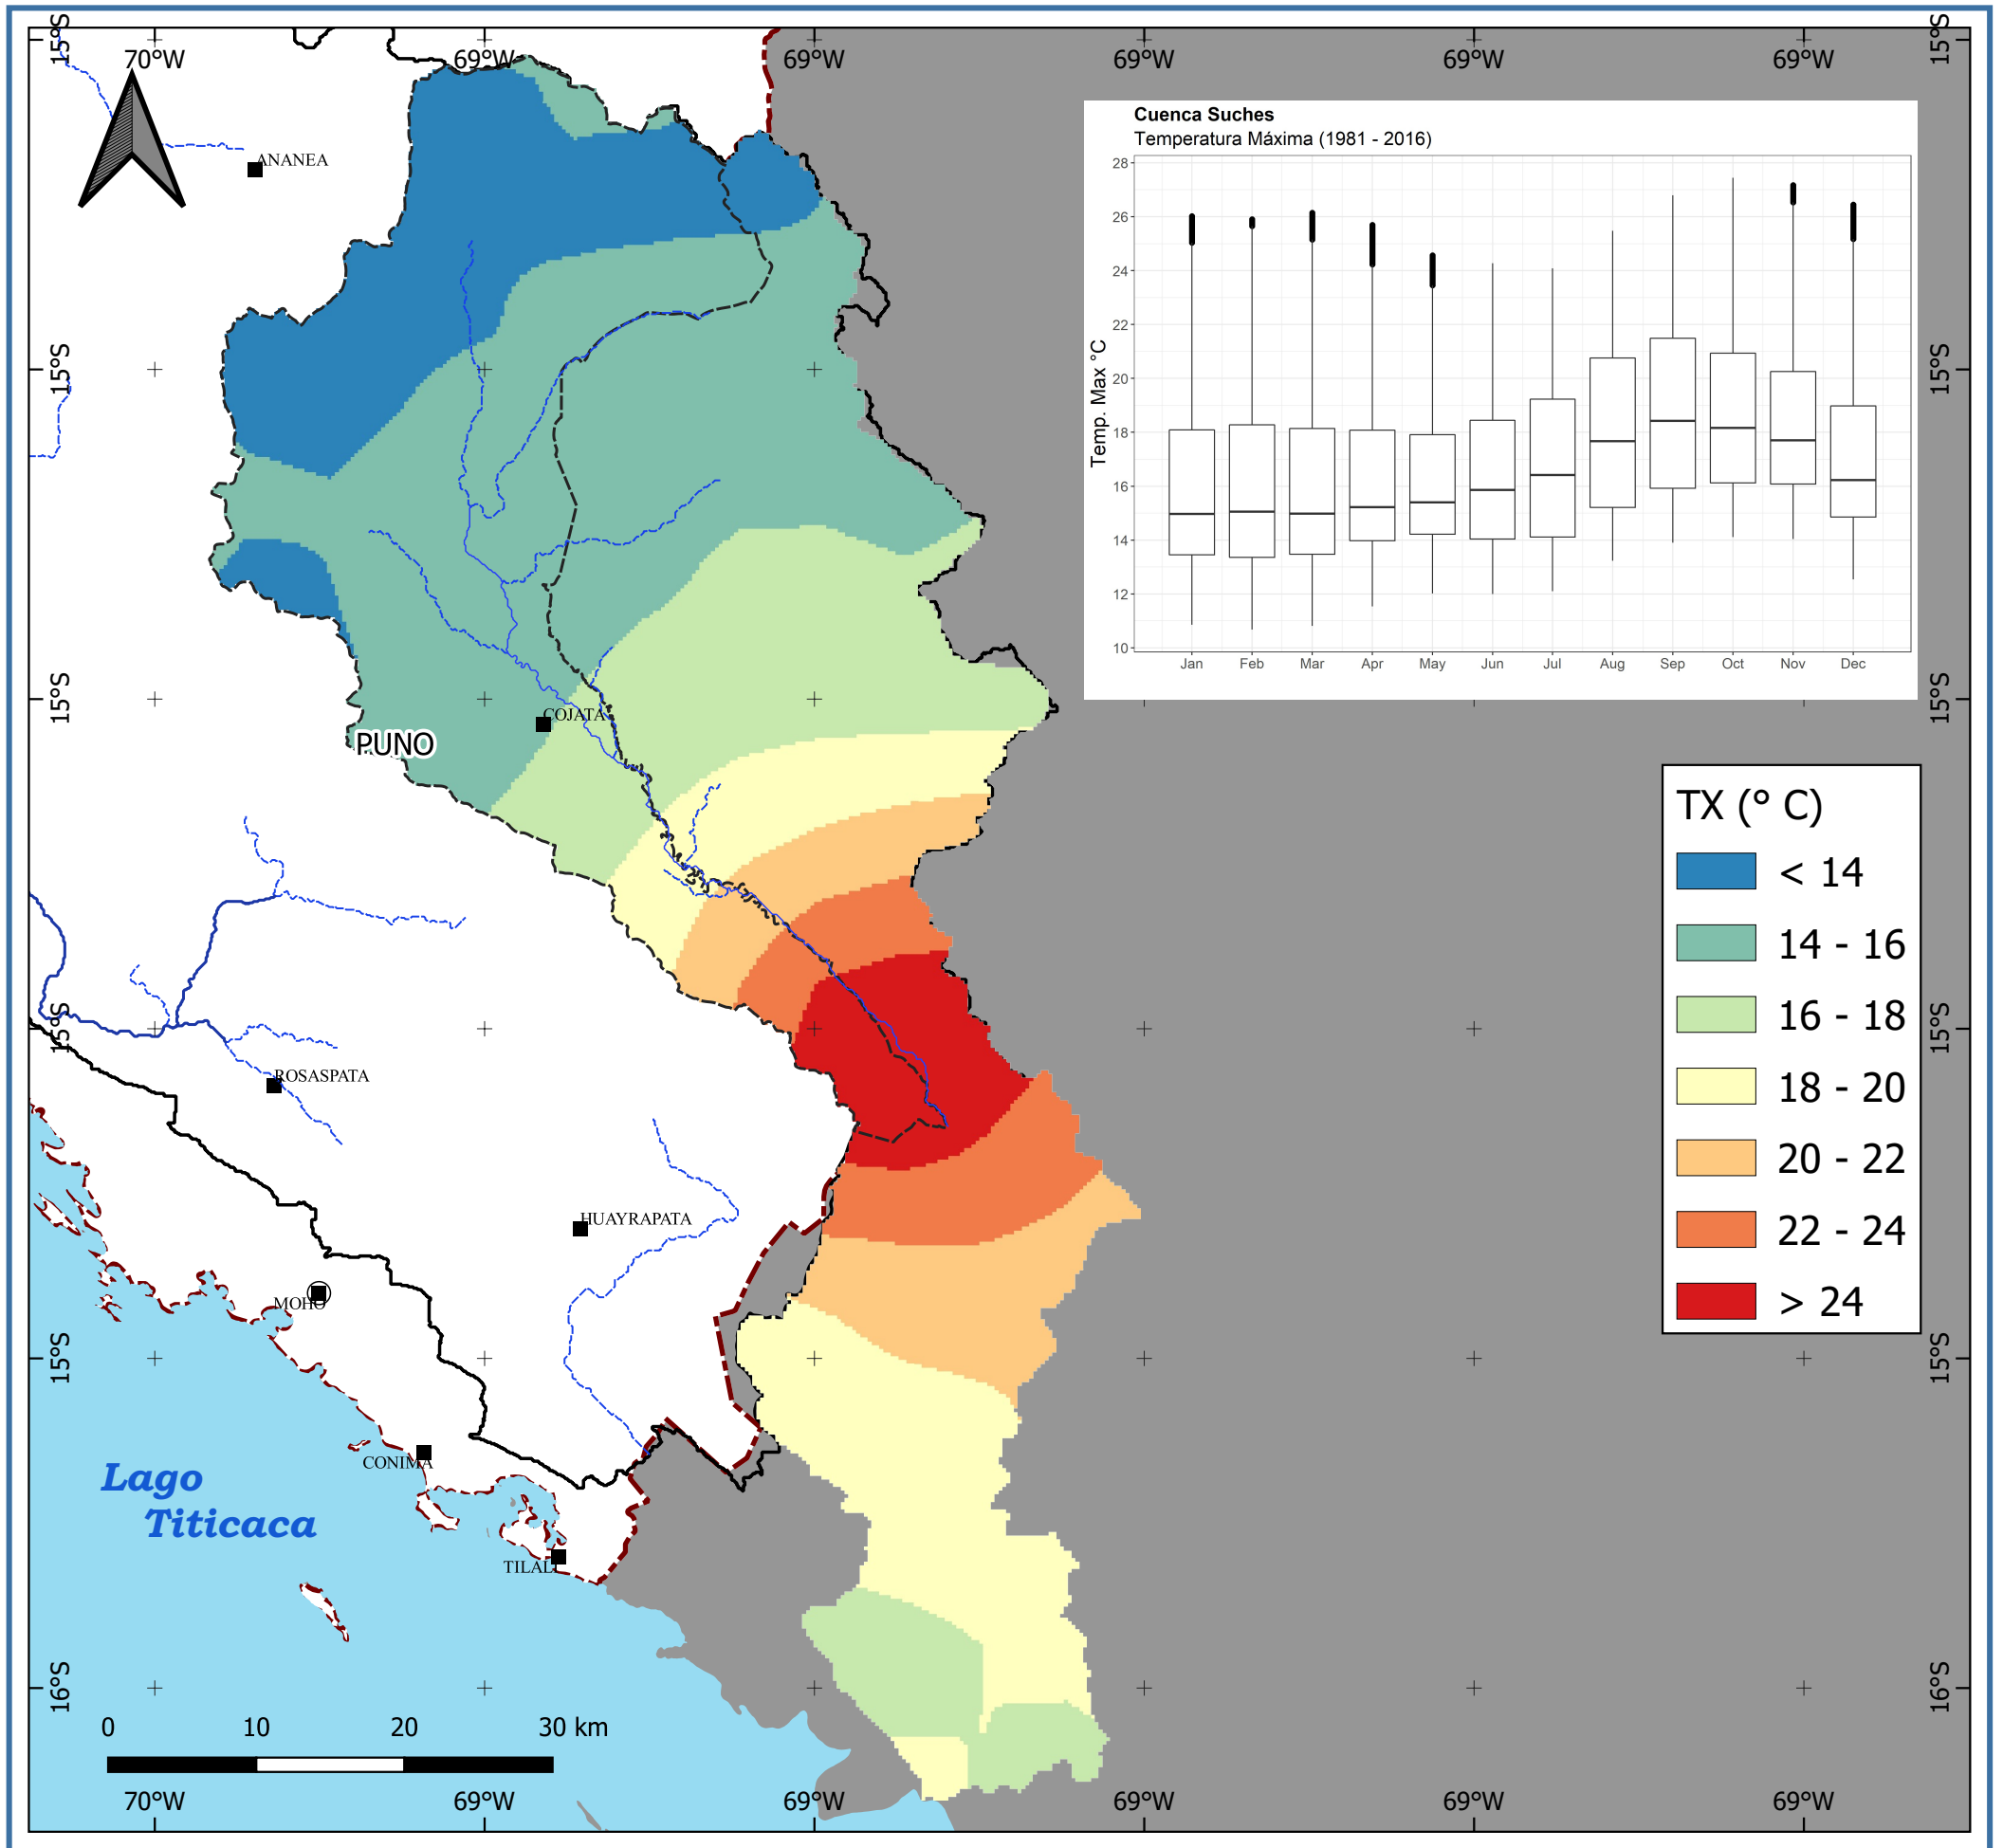 70°W 69°W 69°W 69°W 69°W 69°W
15°S 15°S
ANANEA
Cuenca Suches
Temperatura Máxima (1981 - 2016)
Temp. Max °C
28
26
24
22
20
18
16
14
12
10
Jan Feb Mar Apr May Jun Jul Aug Sep Oct Nov Dec
15°S 15°S
15°S 15°S
COJATA
PUNO
TX (° C)
< 14
14 - 16
16 - 18
18 - 20
20 - 22
22 - 24
> 24
15°S 15°S
ROSASPATA
HUAYRAPATA
MOHO
15°S 15°S
CONIMA
Lago
Titicaca
TILALI
16°S 16°S
0 10 20 30 km
70°W 69°W 69°W 69°W 69°W 69°W